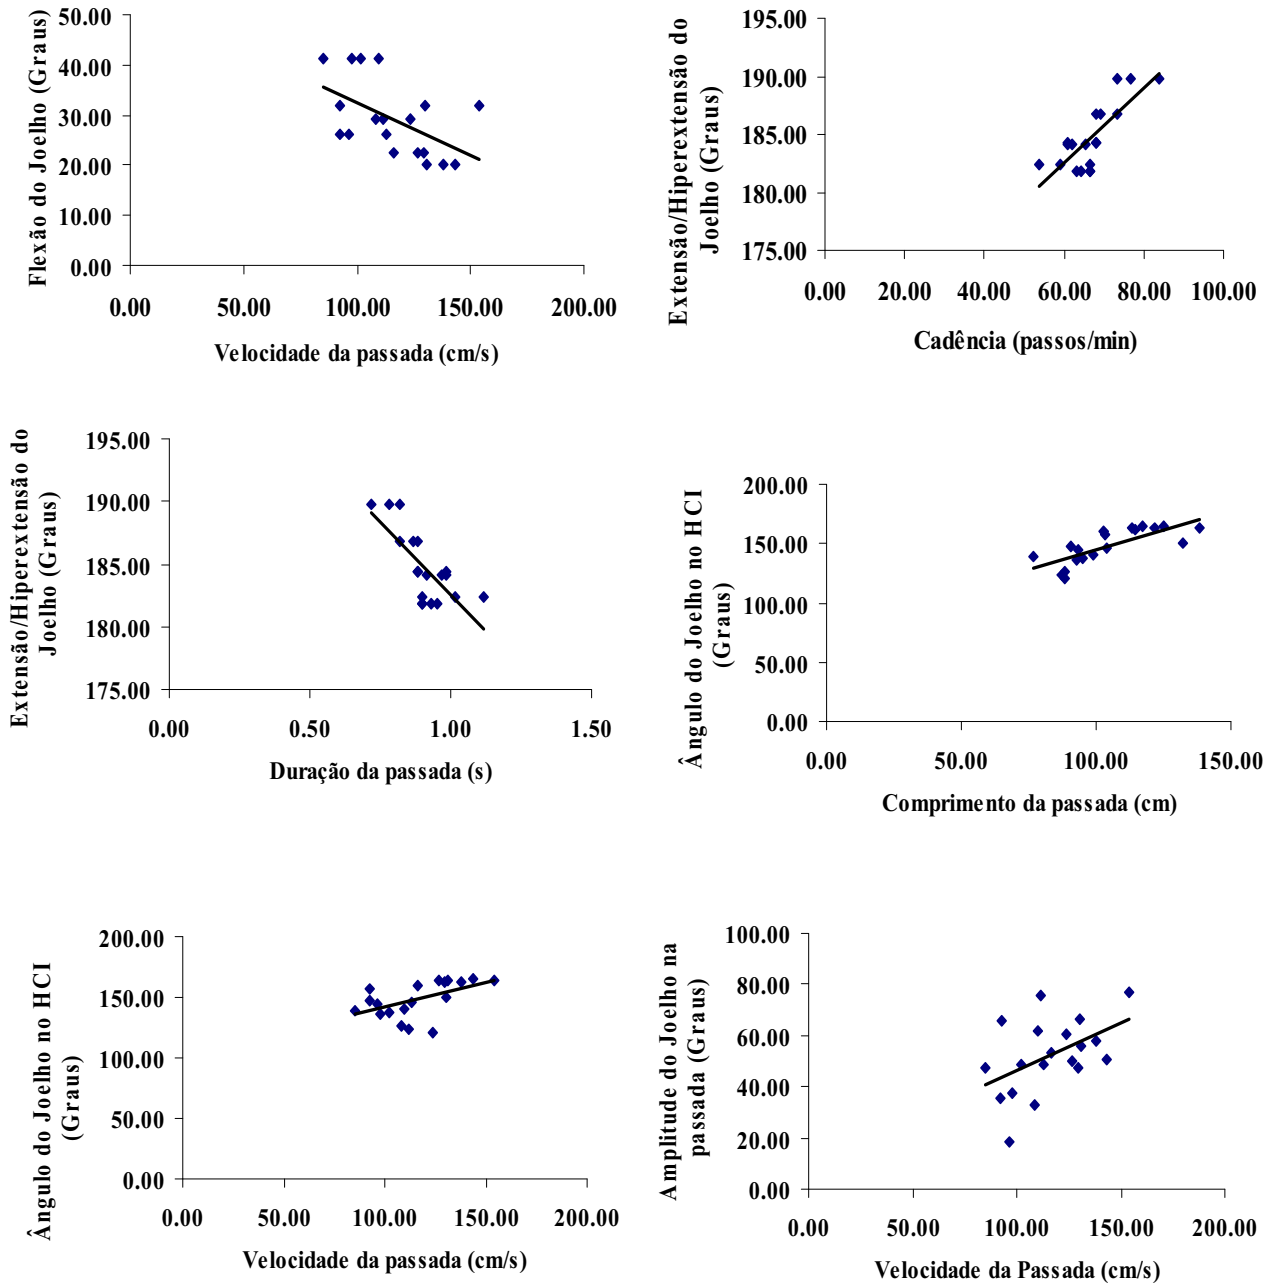 Flexão do Joelho (Graus)
50.00
40.00
30.00
20.00
10.00
0.00
0.00 50.00 100.00 150.00 200.00
Velocidade da passada (cm/s)
Extensão/Hiperextensão do
Joelho (Graus)
195.00
190.00
185.00
180.00
175.00
0.00 20.00 40.00 60.00 80.00 100.00
Cadência (passos/min)
Extensão/Hiperextensão do
Joelho (Graus)
195.00
190.00
185.00
180.00
175.00
0.00 0.50 1.00 1.50
Duração da passada (s)
Ângulo do Joelho no HCI
((Graus)
200.00
150.00
100.00
50.00
0.00
0.00 50.00 100.00 150.00
Comprimento da passada (cm)
Ângulo do Joelho no HCI
(Graus)
200.00
150.00
100.00
50.00
0.00
0.00 50.00 100.00 150.00 200.00
Velocidade da passada (cm/s)
Amplitude do Joelho na
passada (Graus)
100.00
80.00
60.00
40.00
20.00
0.00
0.00 50.00 100.00 150.00 200.00
Velocidade da Passada (cm/s)